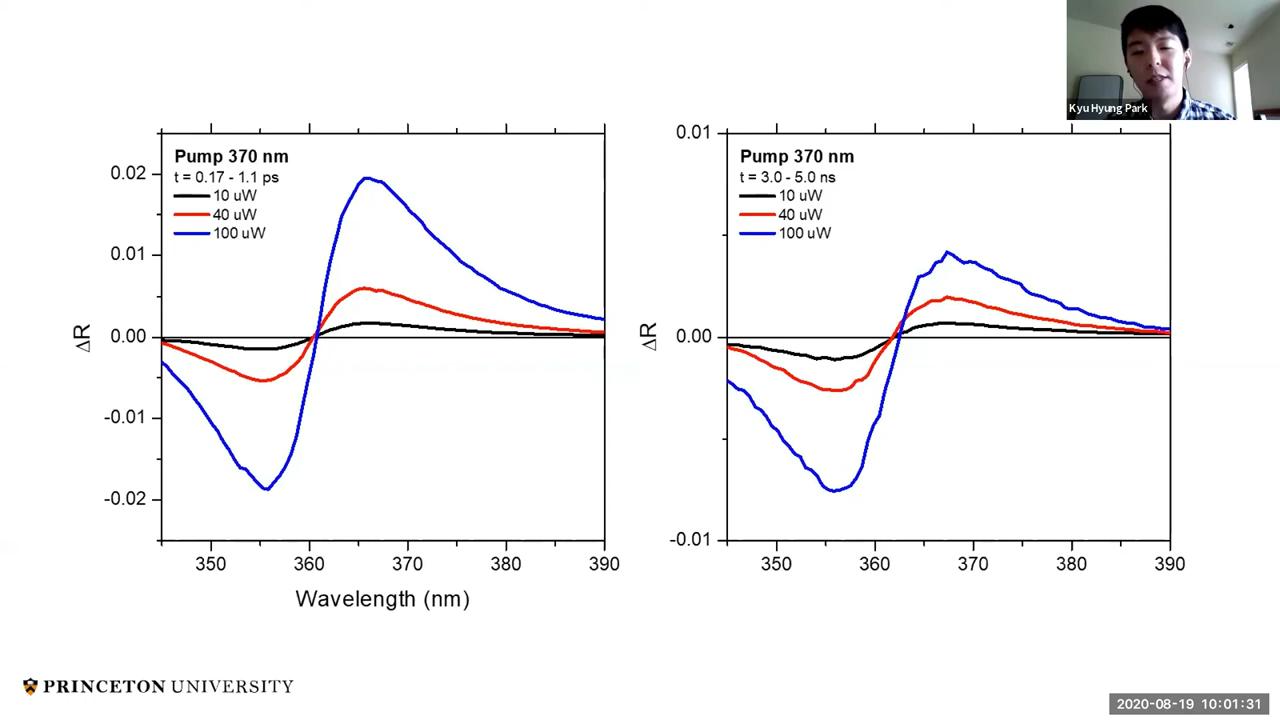 Kyu Hyung Park
Pump 370 nm
t = 0.17 - 1.1 ps
10 uW
40 uW
100 uW
0.02
0.01
0.00
-0.01
-0.02
ΔR
350 360 370 380 390
Wavelength (nm)
Pump 370 nm
t = 3.0 - 5.0 ns
10 uW
40 uW
100 uW
0.01
0.00
-0.01
ΔR
350 360 370 380 390
PRINCETON UNIVERSITY
2020-08-19 10:01:31